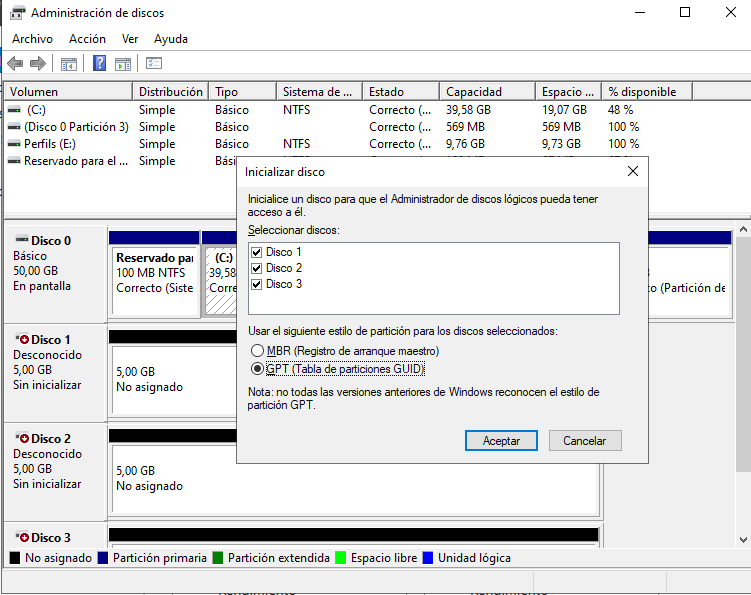 Administración de discos
Archivo Acción Ver Ayuda
Volumen Distribución Tipo Sistema de ... Estado Capacidad Espacio ... % disponible
(C:) Simple Básico NTFS Correcto (... 39,58 GB 19,07 GB 48 %
(Disco 0 Partición 3) Simple Básico Correcto (... 569 MB 569 MB 100 %
Perfils (E:) Simple Básico NTFS Correcto (... 9,76 GB 9,73 GB 100 %
Reservado para el ... Simple Básico
Inicializar disco
Inicialice un disco para que el Administrador de discos lógicos pueda tener
acceso a él.
Seleccionar discos:
Disco 1
Disco 2
Disco 3
Usar el siguiente estilo de partición para los discos seleccionados:
MBR (Registro de arranque maestro)
GPT (Tabla de particiones GUID)
Nota: no todas las versiones anteriores de Windows reconocen el estilo de
partición GPT.
Aceptar Cancelar
Disco 0
Básico
50,00 GB
En pantalla
Reservado pa
100 MB NTFS
Correcto (Siste
(C:)
39,58
Corre
to (Partición de
Disco 1
Desconocido
5,00 GB
Sin inicializar
5,00 GB
No asignado
Disco 2
Desconocido
5,00 GB
Sin inicializar
5,00 GB
No asignado
Disco 3
No asignado Partición primaria Partición extendida Espacio libre Unidad lógica